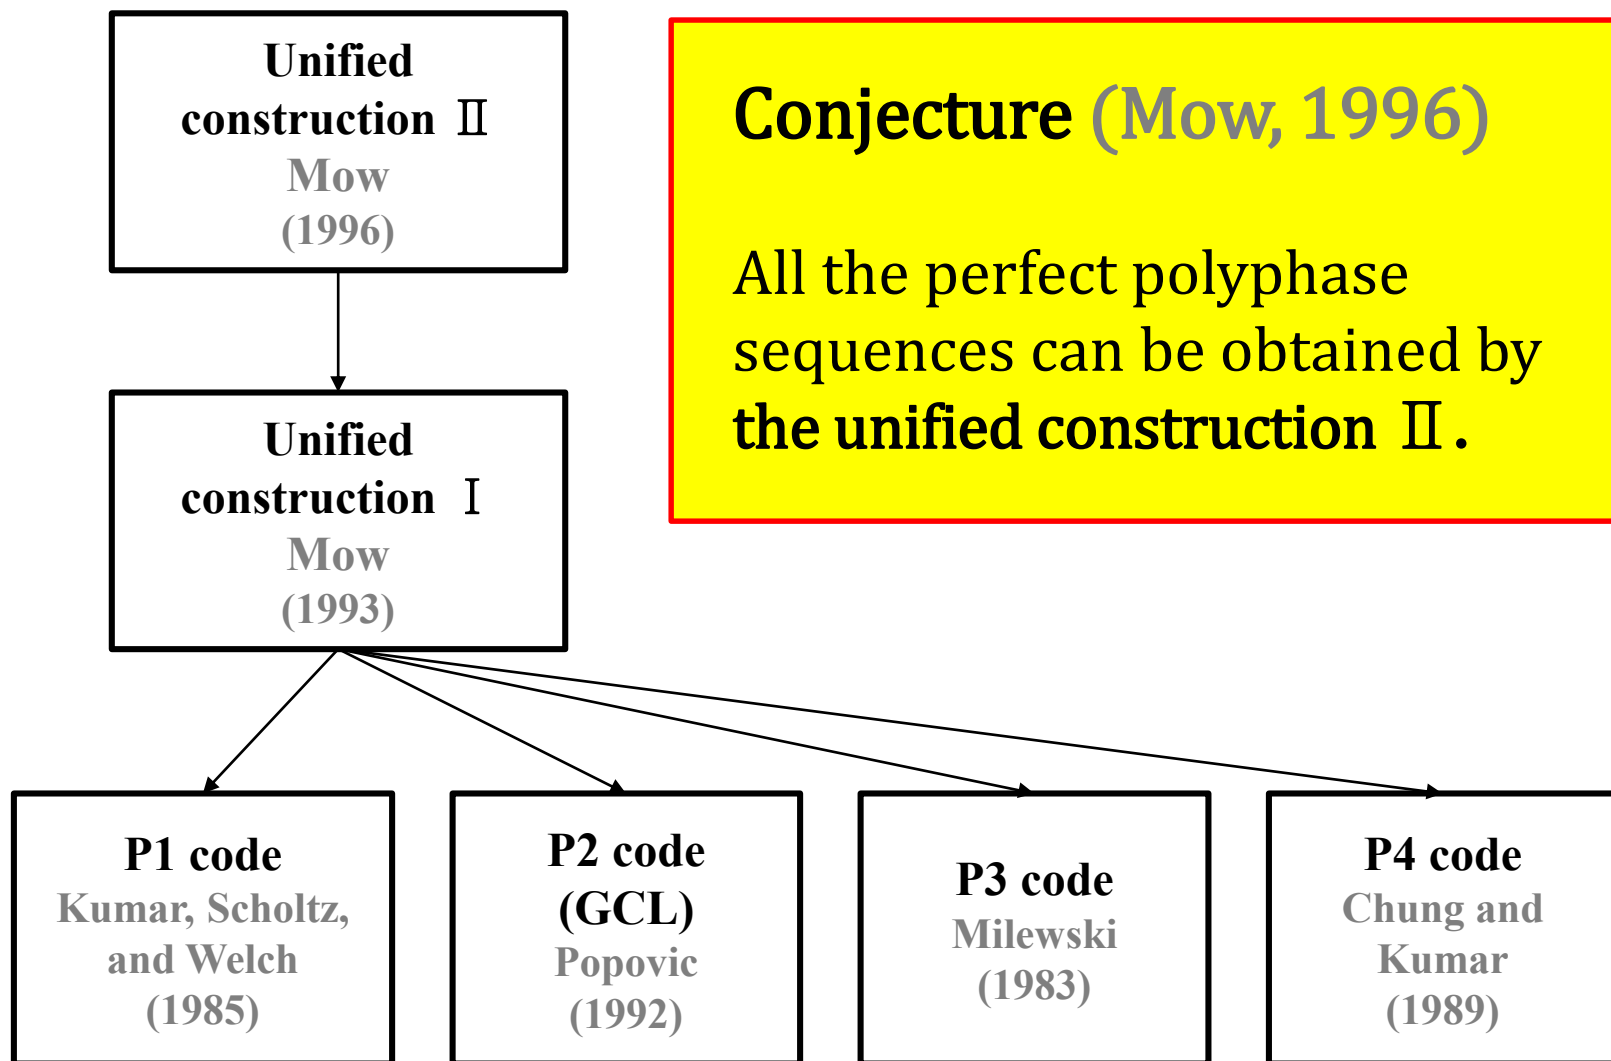 Unified
construction Ⅱ
Mow
(1996)
Conjecture (Mow, 1996)
All the perfect polyphase
sequences can be obtained by
the unified construction Ⅱ.
Unified
construction Ⅰ
Mow
(1993)
P1 code
Kumar, Scholtz,
and Welch
(1985)
P2 code
(GCL)
Popovic
(1992)
P3 code
Milewski
(1983)
P4 code
Chung and
Kumar
(1989)